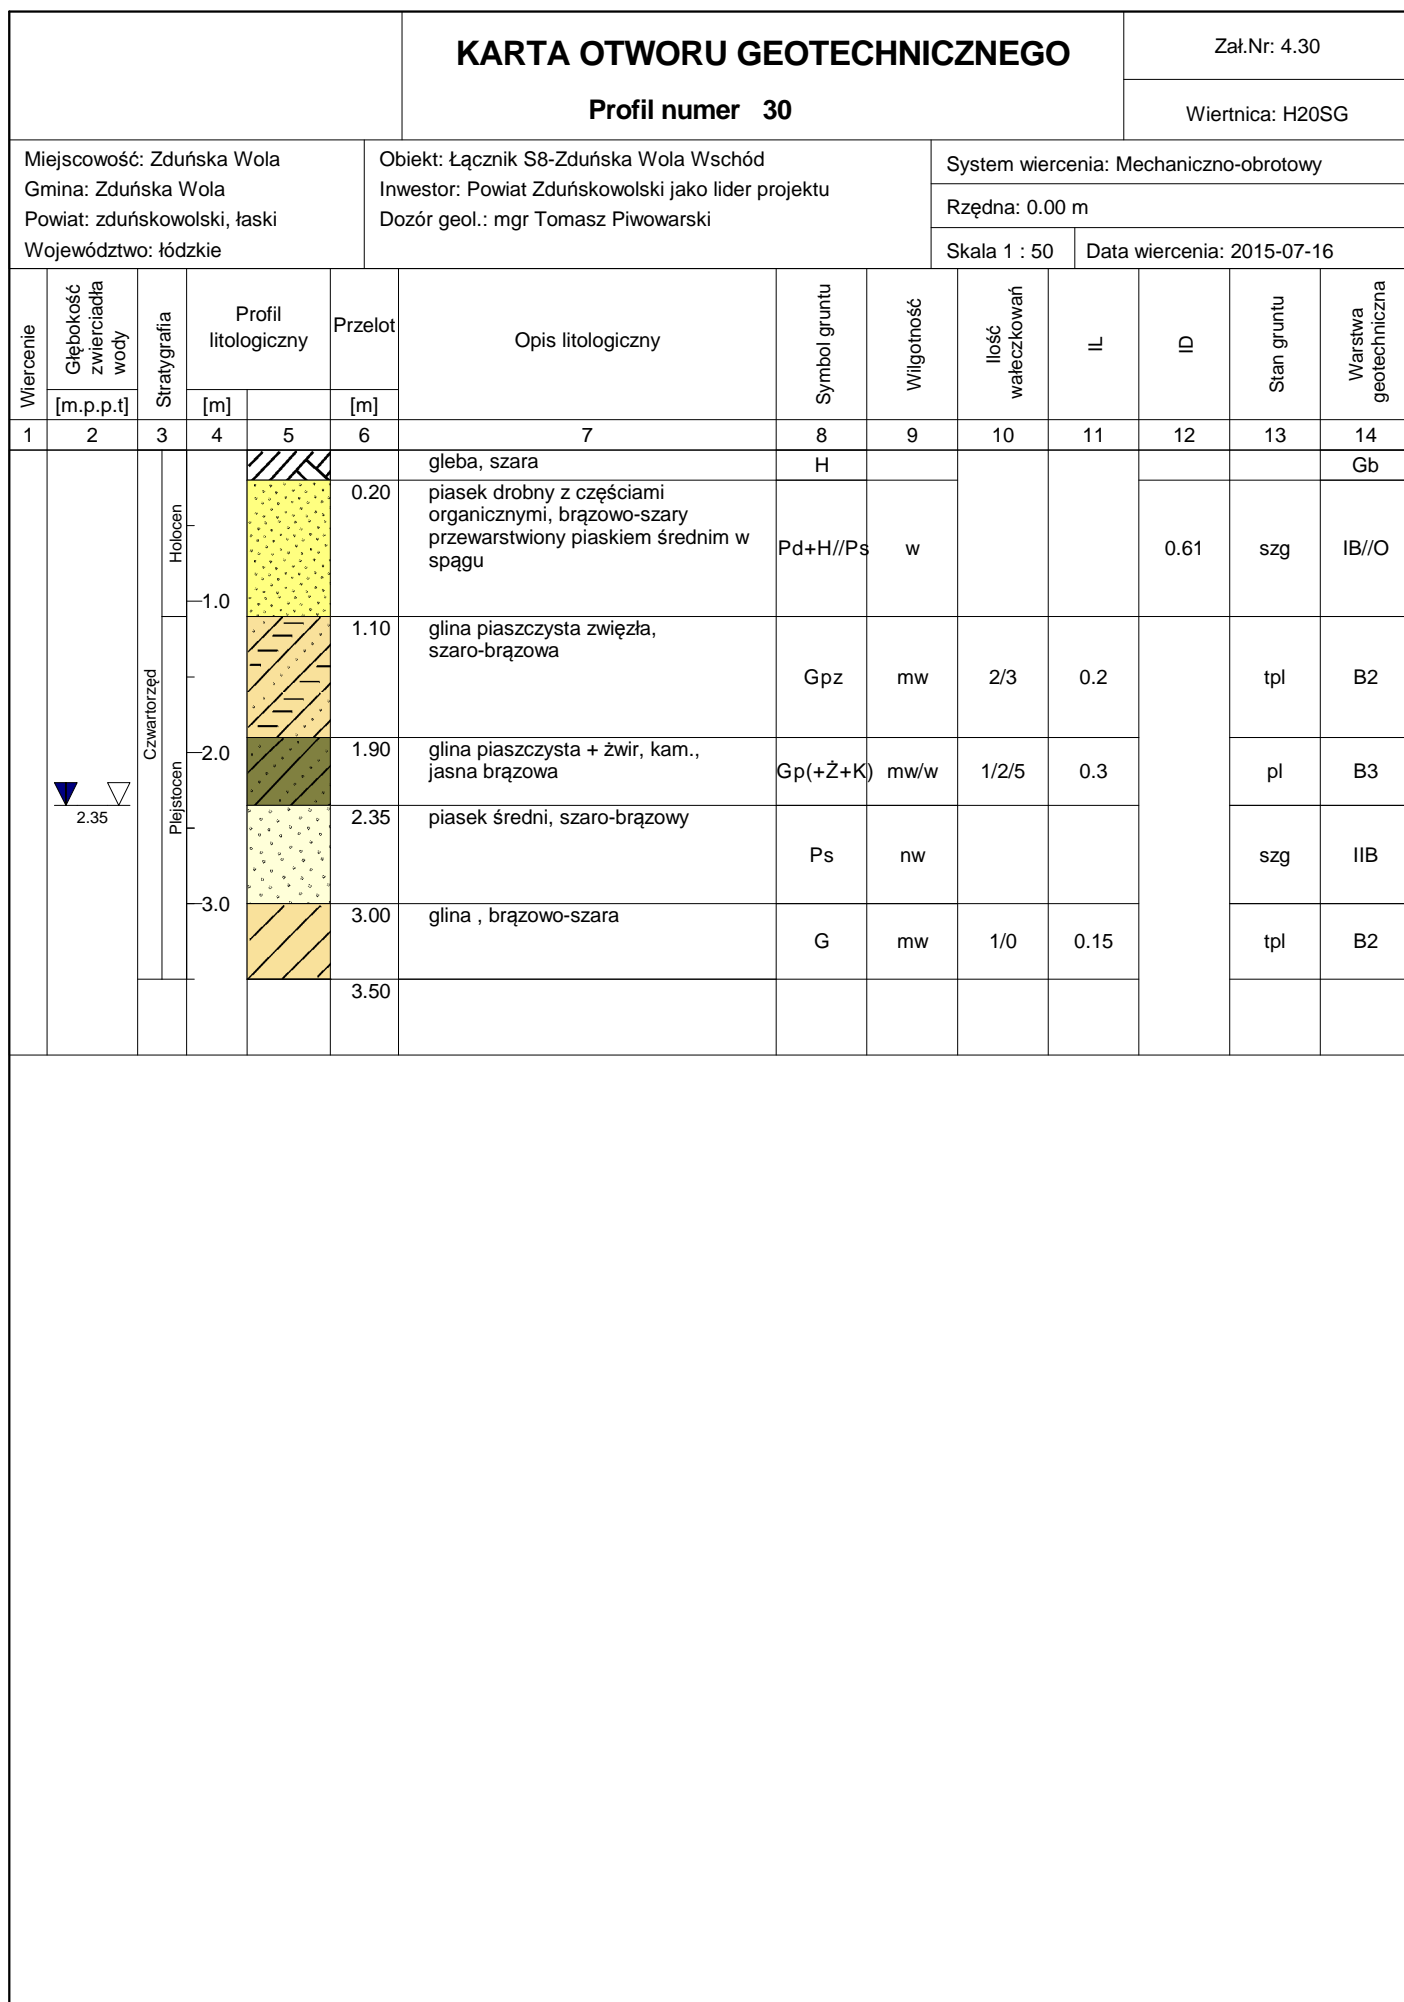 KARTA OTWORU GEOTECHNICZNEGO
Profil numer 30
Zał.Nr: 4.30
Wiertnica: H20SG
Miejscowość: Zduńska Wola
Gmina: Zduńska Wola
Powiat: zduńskowolski, łaski
Województwo: łódzkie
Obiekt: Łącznik S8-Zduńska Wola Wschód
Inwestor: Powiat Zduńskowolski jako lider projektu
Dozór geol.: mgr Tomasz Piwowarski
System wiercenia: Mechaniczno-obrotowy
Rzędna: 0.00 m
Skala 1 : 50
Data wiercenia: 2015-07-16
Wiercenie
Głębokość
zwierciadła
wody
[m.p.p.t]
Stratygrafia
Profil
litologiczny
[m]
Przelot
[m]
Opis litologiczny
Symbol gruntu
Wilgotność
Ilość
wałeczkowań
IL
ID
Stan gruntu
Warstwa
geotechniczna
1 2 3 4 5 6 7 8 9 10 11 12 13 14
2.35
Czwartorzęd
Holocen
Plejstocen
1.0
2.0
3.0
gleba, szara
H
Gb
0.20
piasek drobny z częściami
organicznymi, brązowo-szary
przewarstwiony piaskiem średnim w
spągu
Pd+H//Ps w 0.61 szg IB//O
1.10
glina piaszczysta zwięzła,
szaro-brązowa
Gpz mw 2/3 0.2 tpl B2
1.90
glina piaszczysta + żwir, kam.,
jasna brązowa
Gp(+Ż+K) mw/w 1/2/5 0.3 pl B3
2.35
piasek średni, szaro-brązowy
Ps nw szg IIB
3.00
glina , brązowo-szara
G mw 1/0 0.15 tpl B2
3.50